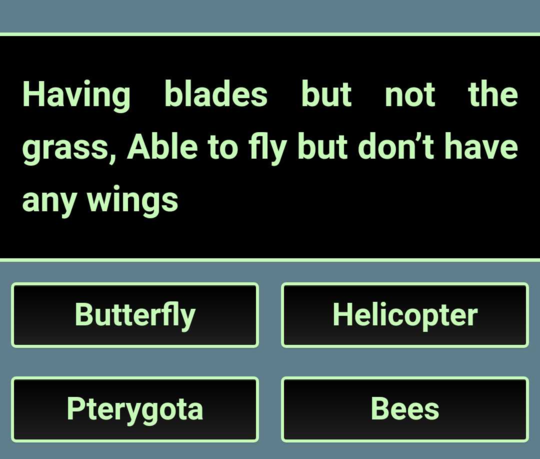 Having blades but not the
grass, Able to fly but don’t have
any wings
Butterfly
Helicopter
Pterygota
Bees